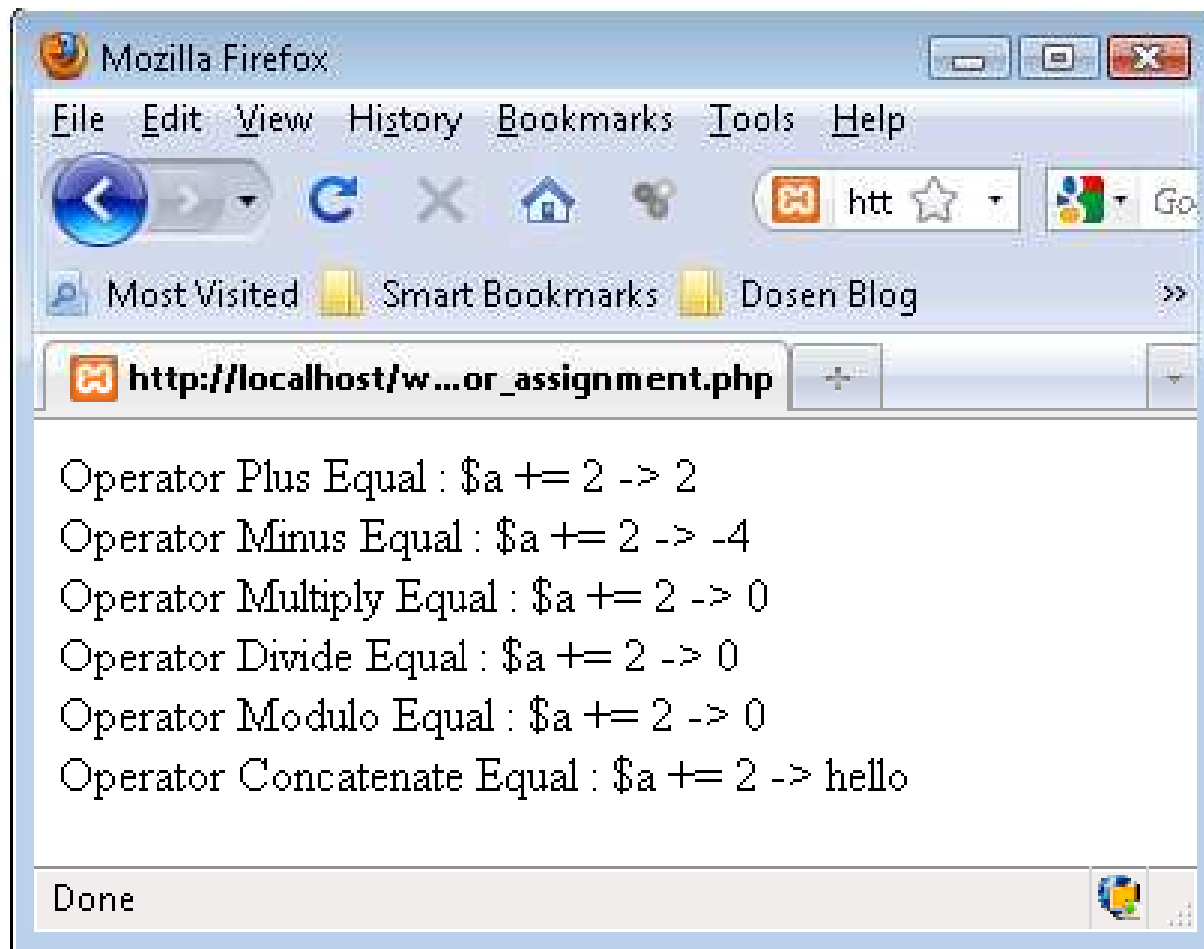 Mozilla Firefox
File Edit View History Bookmarks Tools Help
htt Go
Most Visited Smart Bookmarks Dosen Blog »
http://localhost/w...or_assignment.php
Operator Plus Equal : $a += 2 -> 2
Operator Minus Equal : $a += 2 -> -4
Operator Multiply Equal : $a += 2 -> 0
Operator Divide Equal : $a += 2 -> 0
Operator Modulo Equal : $a += 2 -> 0
Operator Concatenate Equal : $a += 2 -> hello
Done